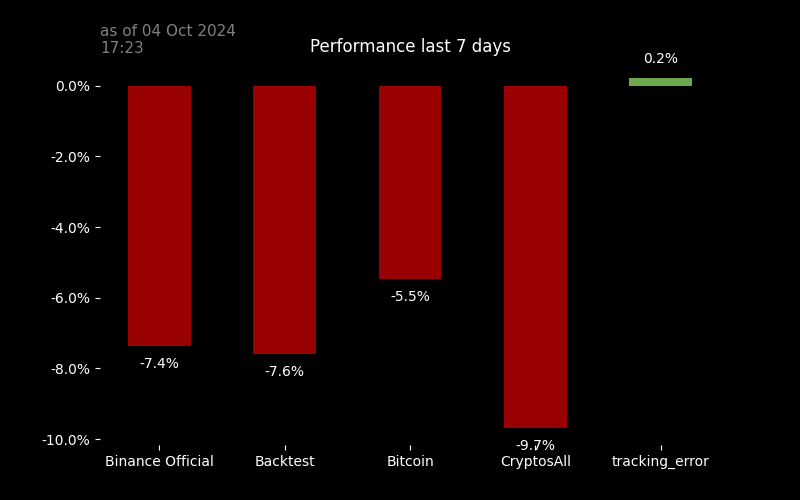 as of 04 Oct 2024
17:23
Performance last 7 days
0.2%
0.0%
-2.0%
-4.0%
-6.0%
-8.0%
-10.0%
-7.4%
-7.6%
-5.5%
-9.7%
Binance Official
Backtest
Bitcoin
CryptosAll
tracking_error